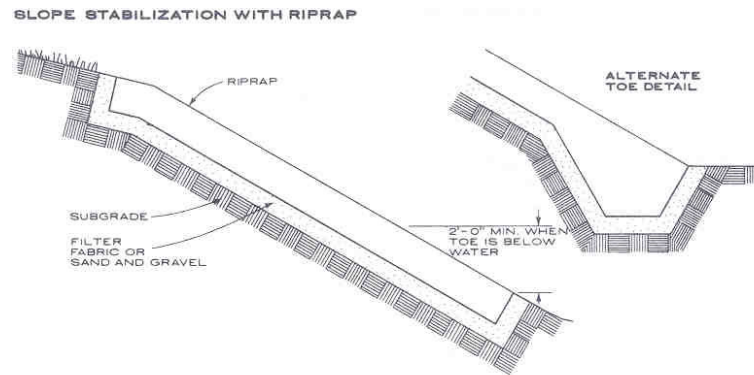 SLOPE STABILIZATION WITH RIPRAP
RIPRAP
ALTERNATE
TOE DETAIL
SUBGRADE
FILTER
FABRIC OR
SAND AND GRAVEL
2'-0" MIN. WHEN
TOE IS BELOW
WATER